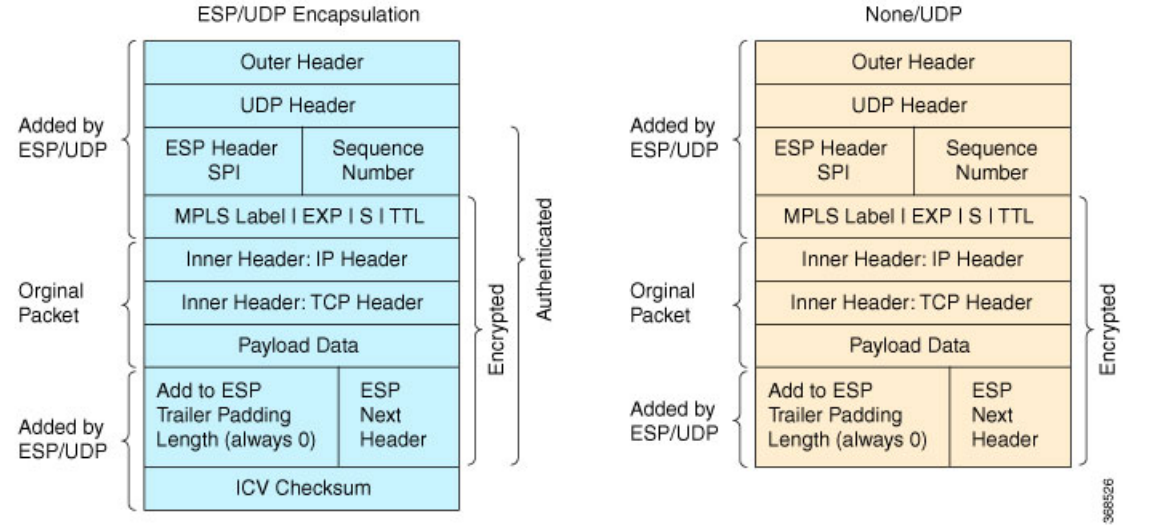 ESP/UDP Encapsulation
Outer Header
UDP Header
Added by
ESP/UDP
ESP Header
SPI
Sequence
Number
MPLS Label | EXP | S | TTL
Inner Header: IP Header
Orginal
Packet
Inner Header: TCP Header
Payload Data
Added by
ESP/UDP
Add to ESP
Trailer Padding
Length (always 0)
ESP
Next
Header
ICV Checksum
Encrypted
Authenticated
None/UDP
Outer Header
UDP Header
Added by
ESP/UDP
ESP Header
SPI
Sequence
Number
MPLS Label | EXP | S | TTL
Inner Header: IP Header
Orginal
Packet
Inner Header: TCP Header
Payload Data
Added by
ESP/UDP
Add to ESP
Trailer Padding
Length (always 0)
ESP
Next
Header
Encrypted
368526